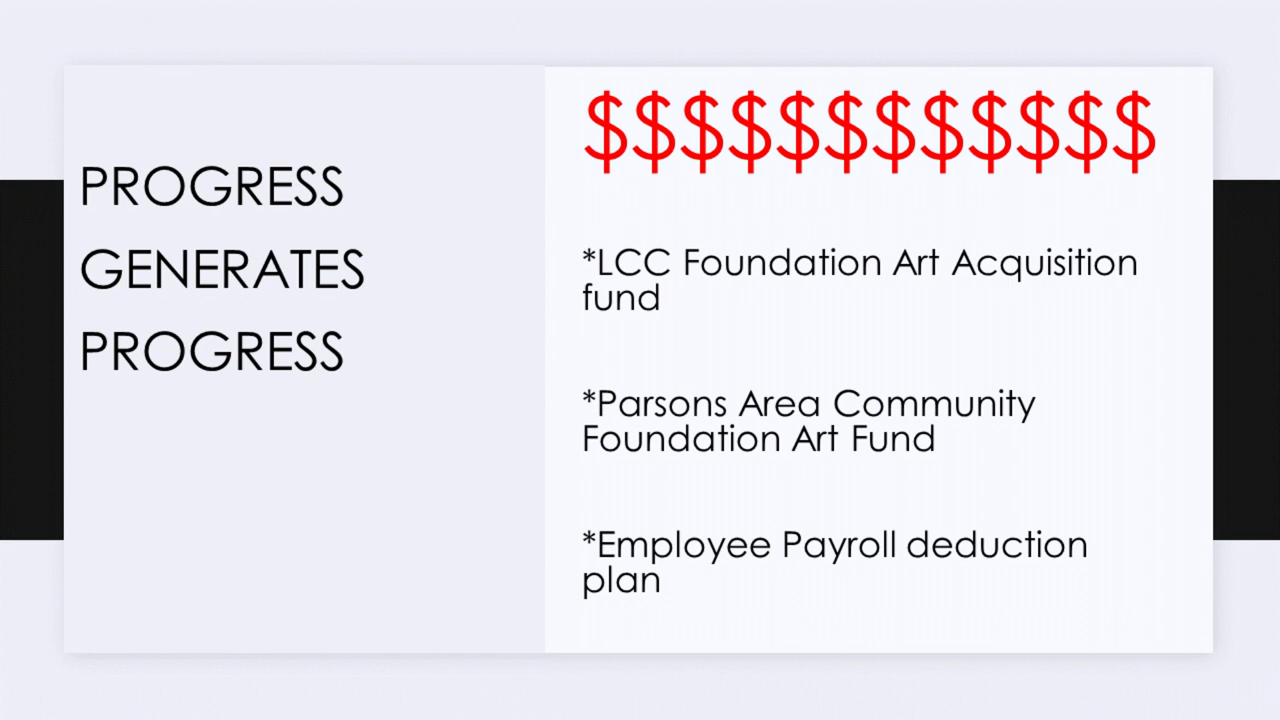 PROGRESS
GENERATES
PROGRESS
$$$$$$$$$$$$
*LCC Foundation Art Acquisition
fund
*Parsons Area Community
Foundation Art Fund
*Employee Payroll deduction
plan